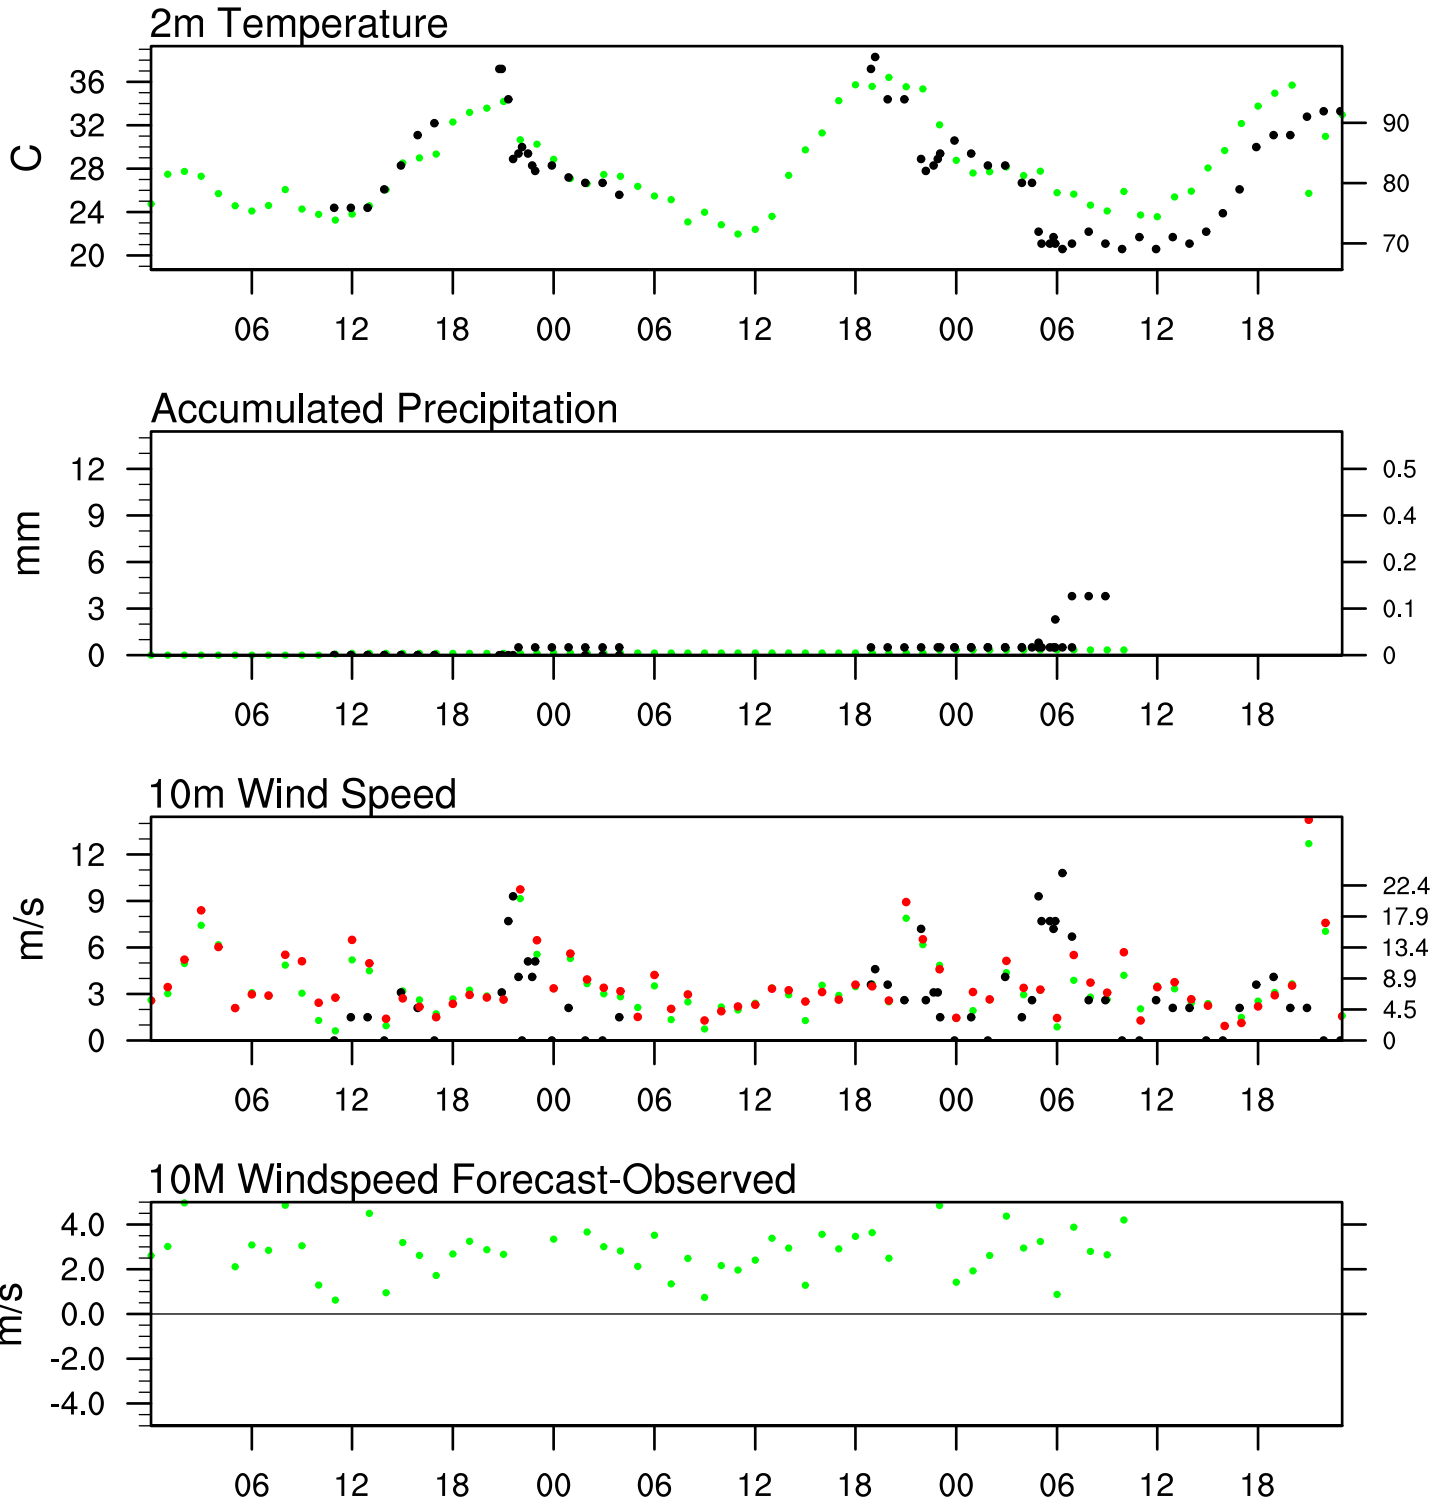 2m Temperature
C
36
32
28
24
20
90
80
70
06 12 18 00 06 12 18 00 06 12 18
Accumulated Precipitation
mm
12
9
6
3
0
0.5
0.4
0.2
0.1
0
06 12 18 00 06 12 18 00 06 12 18
10m Wind Speed
m/s
12
9
6
3
0
22.4
17.9
13.4
8.9
4.5
0
06 12 18 00 06 12 18 00 06 12 18
10M Windspeed Forecast-Observed
m/s
4.0
2.0
0.0
-2.0
-4.0
06 12 18 00 06 12 18 00 06 12 18